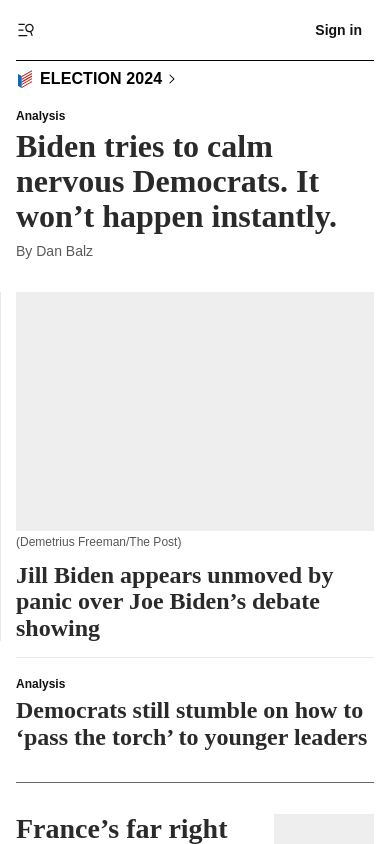 Sign in
ELECTION 2024
Analysis
Biden tries to calm
nervous Democrats. It
won’t happen instantly.
By Dan Balz
(Demetrius Freeman/The Post)
Jill Biden appears unmoved by
panic over Joe Biden’s debate
showing
Analysis
Democrats still stumble on how to
‘pass the torch’ to younger leaders
France’s far right